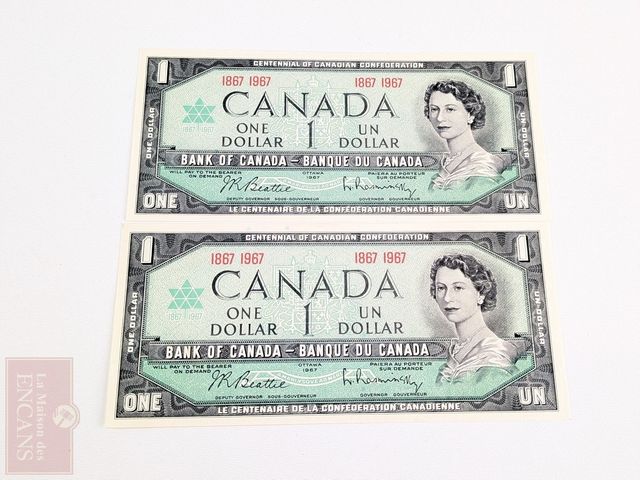 CENTENNIAL OF CANADIAN CONFEDERATION
1 1867 1967 1867 1967 1
CANADA
1867 1967
ONE DOLLAR 1 UN DOLLAR
ONE DOLLAR
UN DOLLAR
BANK OF CANADA – BANQUE DU CANADA
WILL PAY TO THE BEARER ON DEMAND
OTTAWA 1967
PAIERA AU PORTEUR SUR DEMANDE
J.R. Beattie L. Rasminsky
DEPUTY GOVERNOR SOUS-GOUVERNEUR GOVERNOR GOUVERNEUR
ONE LE CENTENAIRE DE LA CONFÉDÉRATION CANADIENNE UN
CENTENNIAL OF CANADIAN CONFEDERATION
1 1867 1967 1867 1967 1
CANADA
1867 1967
ONE DOLLAR 1 UN DOLLAR
ONE DOLLAR
UN DOLLAR
BANK OF CANADA – BANQUE DU CANADA
WILL PAY TO THE BEARER ON DEMAND
OTTAWA 1967
PAIERA AU PORTEUR SUR DEMANDE
J.R. Beattie L. Rasminsky
DEPUTY GOVERNOR SOUS-GOUVERNEUR GOVERNOR GOUVERNEUR
ONE LE CENTENAIRE DE LA CONFÉDÉRATION CANADIENNE UN
La Maison des
ENCANS